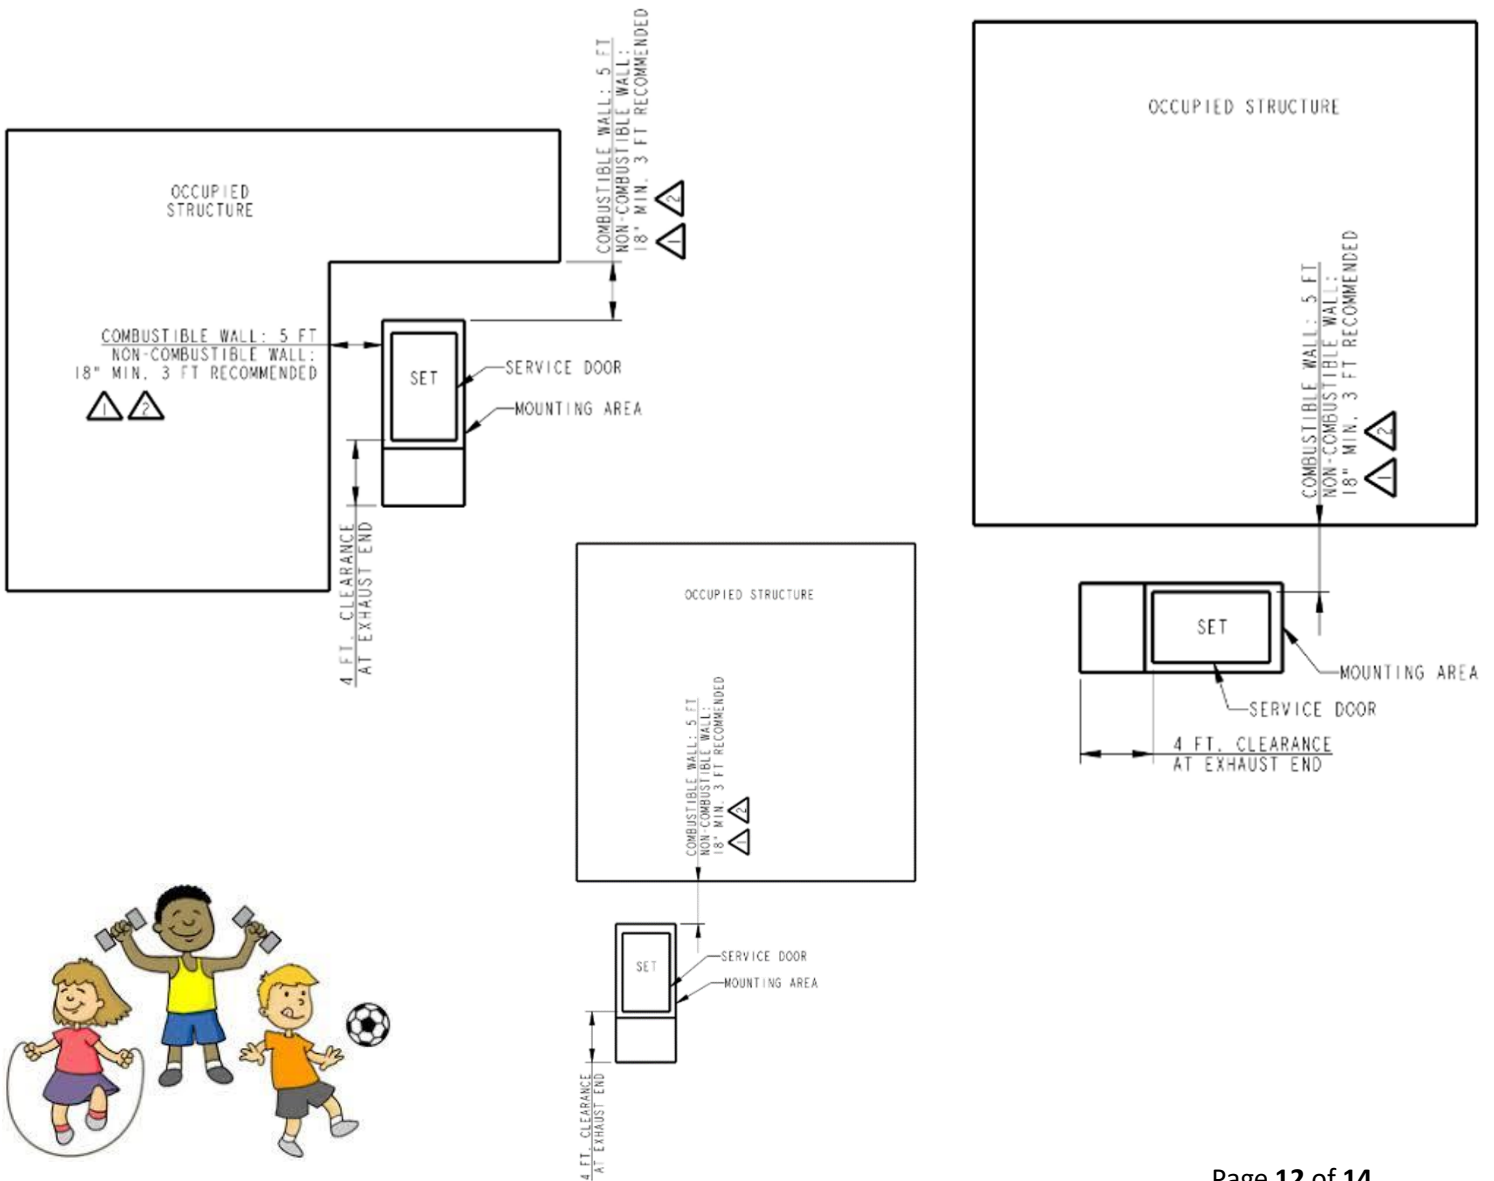 OCCUPIED
STRUCTURE
COMBUSTIBLE WALL: 5 FT
NON-COMBUSTIBLE WALL:
18" MIN. 3 FT RECOMMENDED
1 2
COMBUSTIBLE WALL: 5 FT
NON-COMBUSTIBLE WALL:
18" MIN. 3 FT RECOMMENDED
1 2
SET
SERVICE DOOR
MOUNTING AREA
4 FT. CLEARANCE
AT EXHAUST END
OCCUPIED STRUCTURE
COMBUSTIBLE WALL: 5 FT
NON-COMBUSTIBLE WALL:
18" MIN. 3 FT RECOMMENDED
1 2
SET
MOUNTING AREA
SERVICE DOOR
4 FT. CLEARANCE
AT EXHAUST END
OCCUPIED STRUCTURE
COMBUSTIBLE WALL: 5 FT
NON-COMBUSTIBLE WALL:
18" MIN. 3 FT RECOMMENDED
1 2
SET
SERVICE DOOR
MOUNTING AREA
4 FT. CLEARANCE
AT EXHAUST END
Page 12 of 14